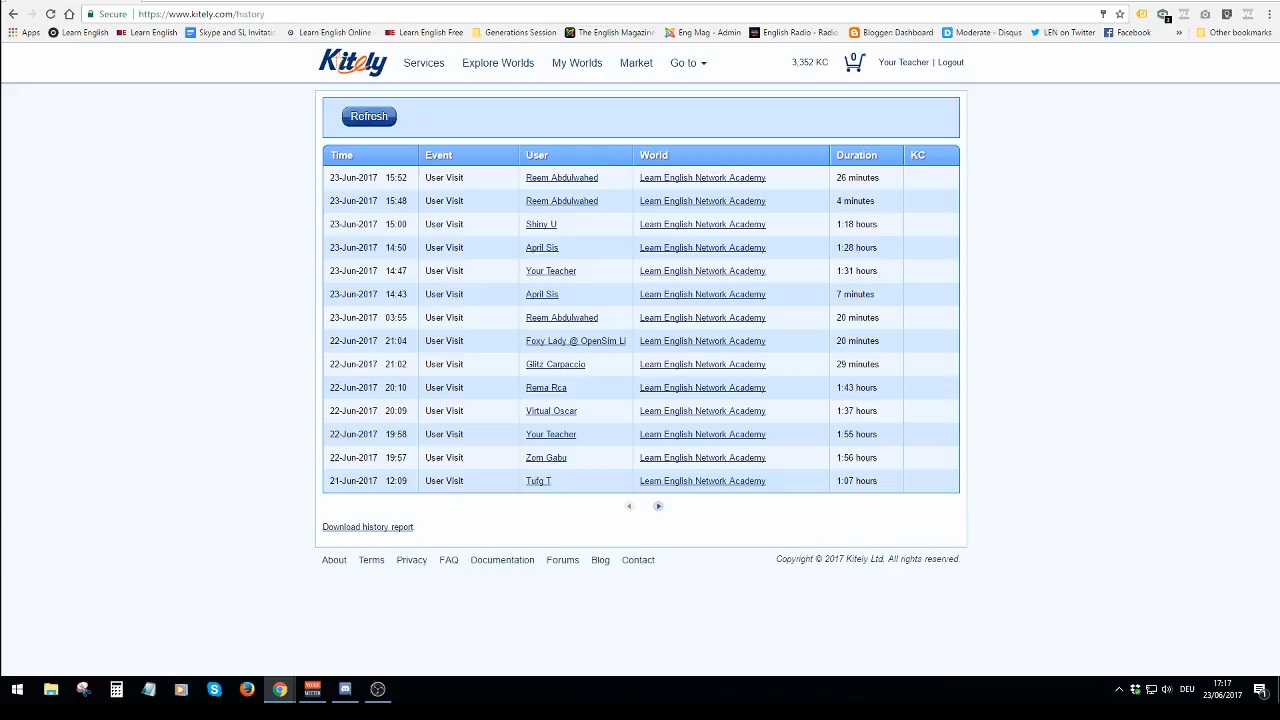 Secure https://www.kitely.com/history
Apps Learn English Learn English Skype and S-Invitatic Learn English Online Learn English Free Generations Session The English Magazine Eng Mag - Admin English Radio - Radio Blogger: Dashboard Moderate - Disqus LEN on Twitter Facebook » Other bookmarks
Kitely Services Explore Worlds My Worlds Market Go to 3,352 KC 0 Your Teacher | Logout
Refresh
Time Event User World Duration KC
23-Jun-2017 15:52 User Visit Reem Abdulwahed Learn English Network Academy 26 minutes
23-Jun-2017 15:48 User Visit Reem Abdulwahed Learn English Network Academy 4 minutes
23-Jun-2017 15:00 User Visit Shiny U Learn English Network Academy 1:18 hours
23-Jun-2017 14:50 User Visit April Sis Learn English Network Academy 1:28 hours
23-Jun-2017 14:47 User Visit Your Teacher Learn English Network Academy 1:31 hours
23-Jun-2017 14:43 User Visit April Sis Learn English Network Academy 7 minutes
23-Jun-2017 03:55 User Visit Reem Abdulwahed Learn English Network Academy 20 minutes
22-Jun-2017 21:04 User Visit Foxy Lady @ OpenSim Li Learn English Network Academy 20 minutes
22-Jun-2017 21:02 User Visit Glitz Carpaccio Learn English Network Academy 29 minutes
22-Jun-2017 20:10 User Visit Rema Rca Learn English Network Academy 1:43 hours
22-Jun-2017 20:09 User Visit Virtual Oscar Learn English Network Academy 1:37 hours
22-Jun-2017 19:58 User Visit Your Teacher Learn English Network Academy 1:55 hours
22-Jun-2017 19:57 User Visit Zom Gabu Learn English Network Academy 1:56 hours
21-Jun-2017 12:09 User Visit Tufg T Learn English Network Academy 1:07 hours
Download history report
About Terms Privacy FAQ Documentation Forums Blog Contact Copyright © 2017 Kitely Ltd. All rights reserved.
DEU 17:17
23/06/2017